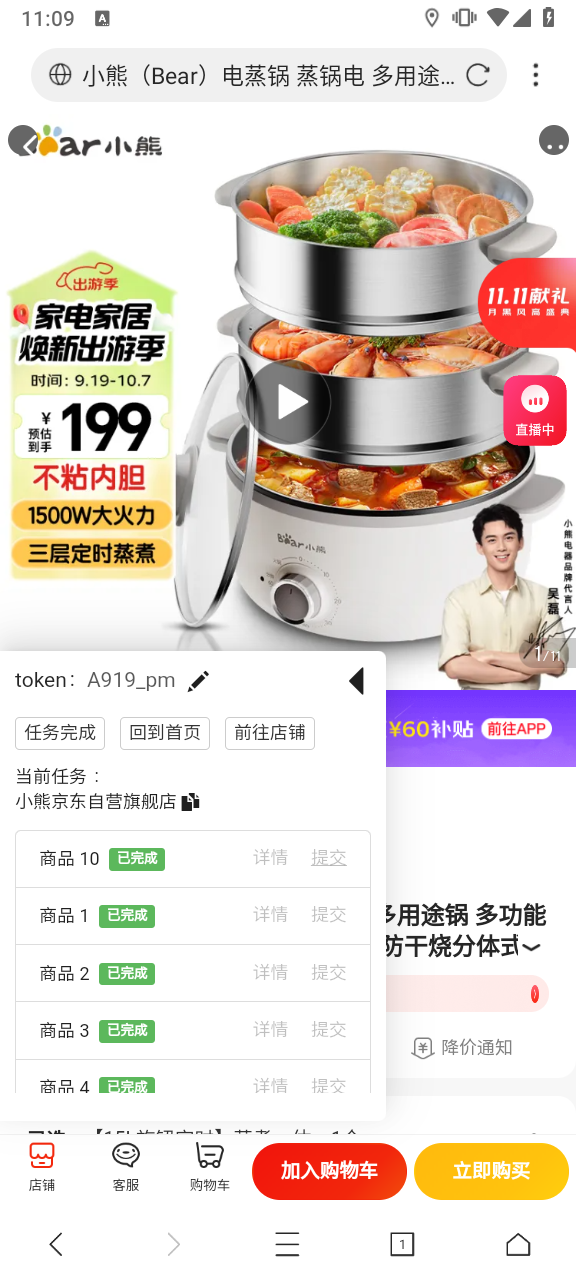 11:09
A
小熊（Bear）电蒸锅 蒸锅电 多用途...
Bear小熊
出游季
家电家居
焕新出游季
时间：9.19-10.7
¥
预估
到手
199
不粘内胆
1500W大火力
三层定时蒸煮
11.11献礼
月黑风高盛典
直播中
Bear小熊
小熊电器品牌代言人
吴磊
1/11
token： A919_pm
任务完成 回到首页 前往店铺
当前任务：
小熊京东自营旗舰店
¥60补贴 前往APP
商品 10 已完成 详情 提交
商品 1 已完成 详情 提交
商品 2 已完成 详情 提交
商品 3 已完成 详情 提交
商品 4 已完成 详情 提交
多用途锅 多功能
防干烧分体式
降价通知
店铺
客服
购物车
加入购物车
立即购买
1